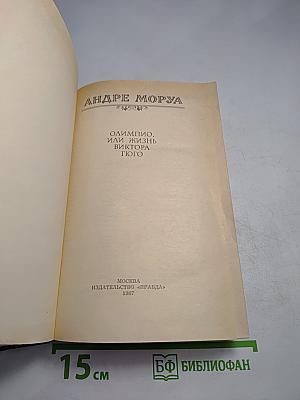 АНДРЕ МОРУА
ОЛИМПИО,
ИЛИ ЖИЗНЬ
ВИКТОРА
ГЮГО
МОСКВА
ИЗДАТЕЛЬСТВО «ПРАВДА»
1987
15 см
БФ БИБЛИОФАН